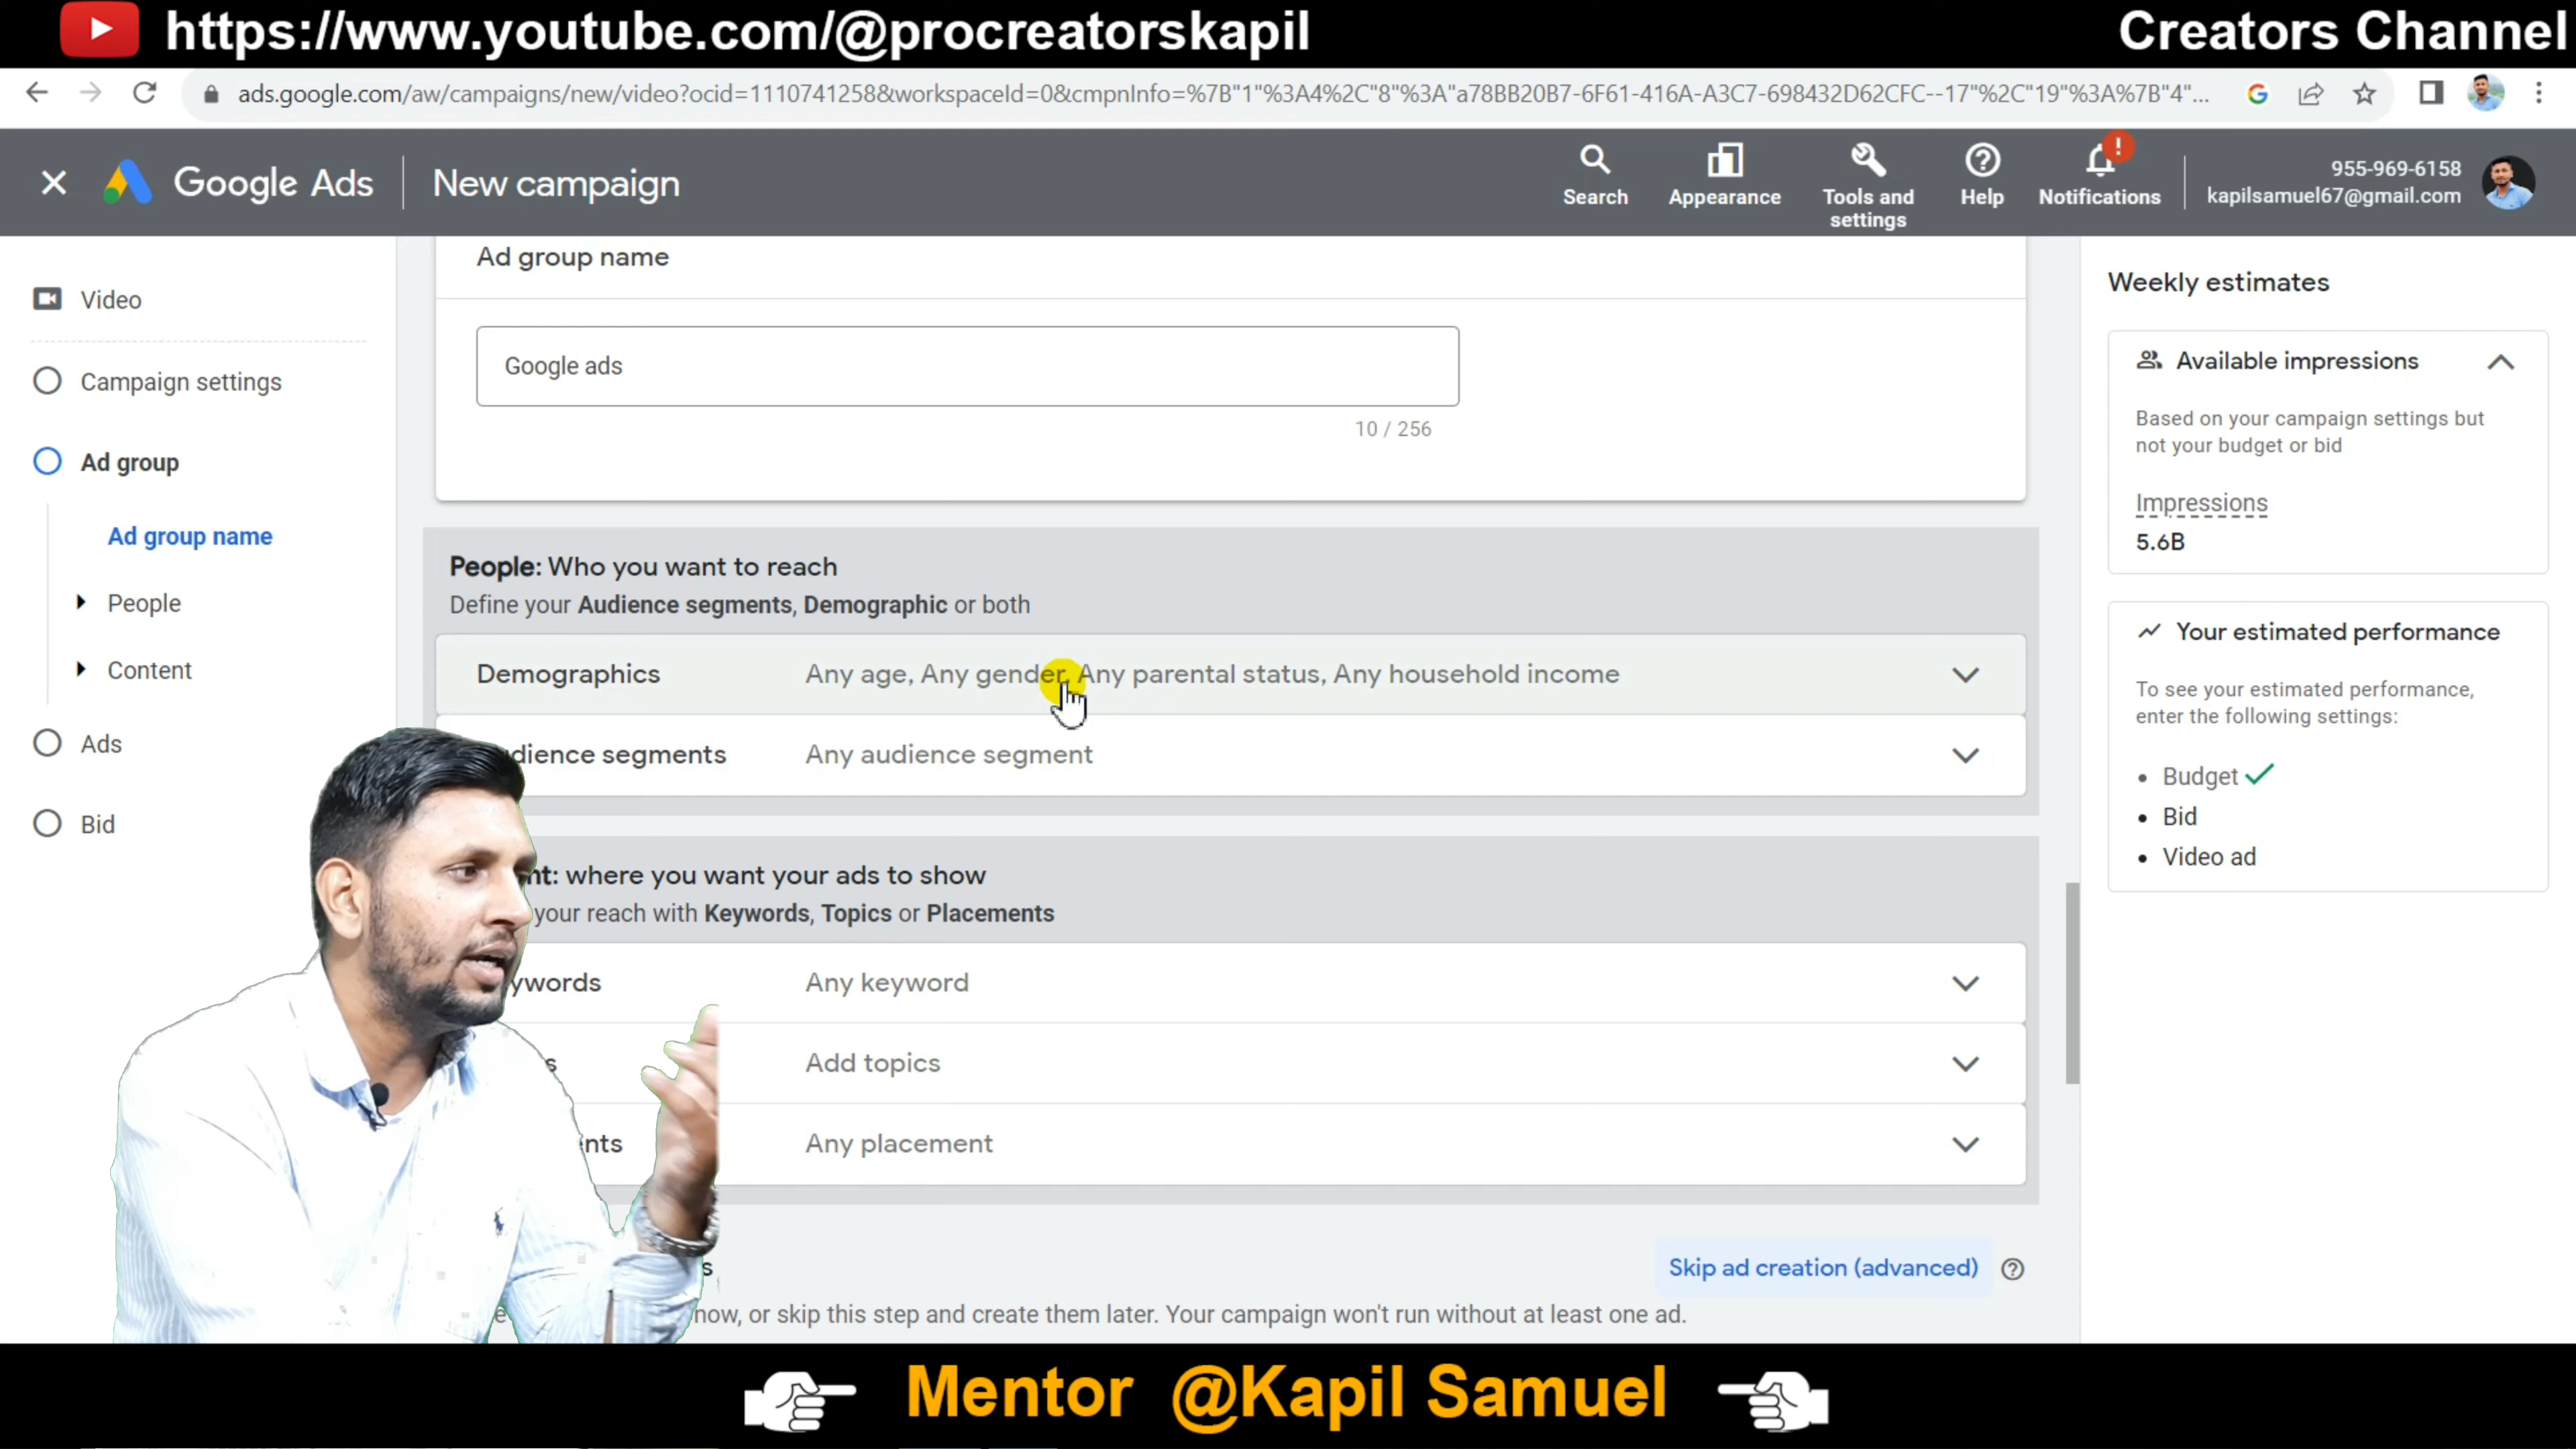 https://www.youtube.com/@procreatorskapil
Creators Channel
ads.google.com/aw/campaigns/new/video?ocid=1110741258&workspaceId=0&cmpnInfo=%7B"1"%3A4%2C"8"%3A"a78BB20B7-6F61-416A-A3C7-698432D62CFC--17"%2C"19"%3A%7B"4"...
Google Ads
New campaign
Search
Appearance
Tools and settings
Help
Notifications
955-969-6158
kapilsamuel67@gmail.com
Video
Campaign settings
Ad group
Ad group name
People
Content
Ads
Bid
Ad group name
Google ads
10 / 256
People: Who you want to reach
Define your Audience segments, Demographic or both
Demographics
Any age, Any gender, Any parental status, Any household income
dience segments
Any audience segment
nt: where you want your ads to show
your reach with Keywords, Topics or Placements
ywords
Any keyword
s
Add topics
nts
Any placement
s
Skip ad creation (advanced)
now, or skip this step and create them later. Your campaign won't run without at least one ad.
Weekly estimates
Available impressions
Based on your campaign settings but
not your budget or bid
Impressions
5.6B
Your estimated performance
To see your estimated performance,
enter the following settings:
Budget
Bid
Video ad
Mentor @Kapil Samuel